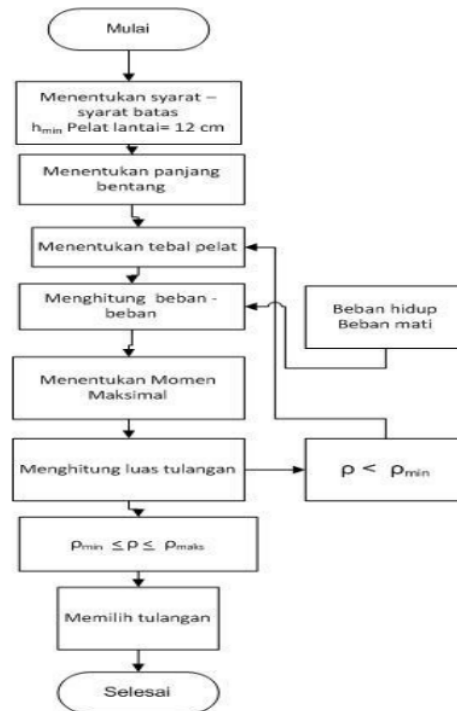 Mulai
Menentukan syarat –
syarat batas
hmin Pelat lantai= 12 cm
Menentukan panjang
bentang
Menentukan tebal pelat
Menghitung beban -
beban
Beban hidup
Beban mati
Menentukan Momen
Maksimal
Menghitung luas tulangan
ρ < ρmin
ρmin ≤ρ≤ ρmaks
Memilih tulangan
Selesai